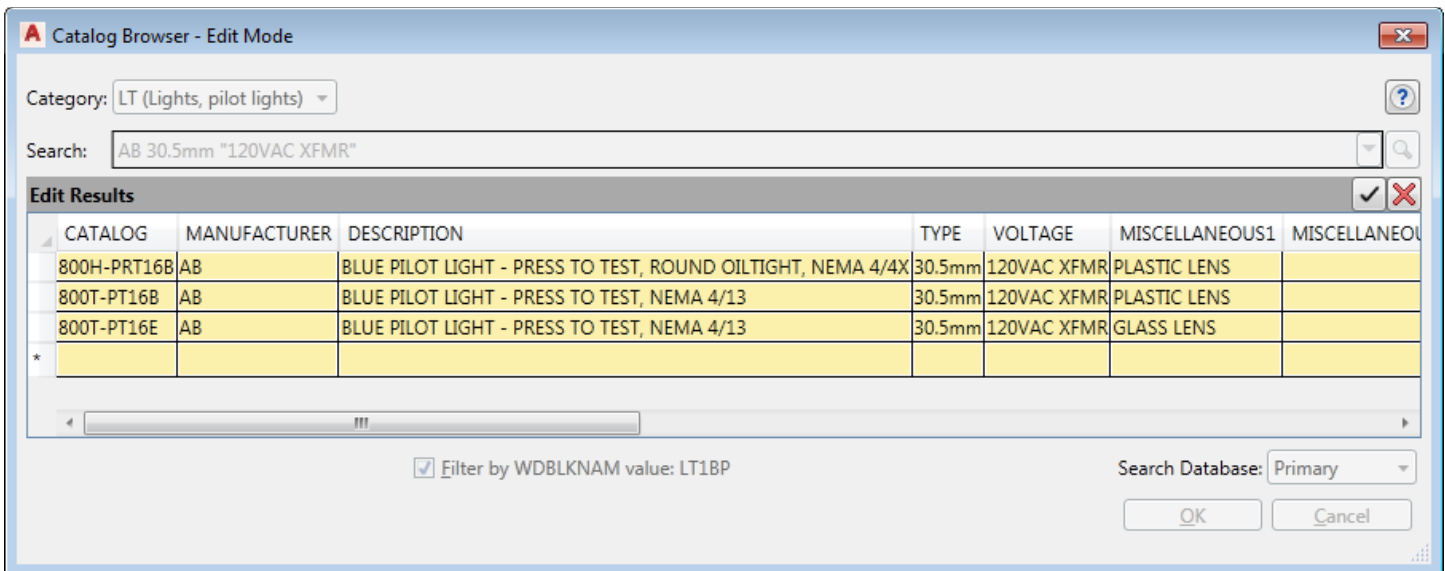 Catalog Browser - Edit Mode
Category: LT (Lights, pilot lights)
Search: AB 30.5mm "120VAC XFMR"
Edit Results
CATALOG MANUFACTURER DESCRIPTION TYPE VOLTAGE MISCELLANEOUS1 MISCELLANEOU
800H-PRT16B AB BLUE PILOT LIGHT - PRESS TO TEST, ROUND OILTIGHT, NEMA 4/4X 30.5mm 120VAC XFMR PLASTIC LENS
800T-PT16B AB BLUE PILOT LIGHT - PRESS TO TEST, NEMA 4/13 30.5mm 120VAC XFMR PLASTIC LENS
800T-PT16E AB BLUE PILOT LIGHT - PRESS TO TEST, NEMA 4/13 30.5mm 120VAC XFMR GLASS LENS
*
Filter by WDBLKNAM value: LT1BP Search Database: Primary
OK Cancel